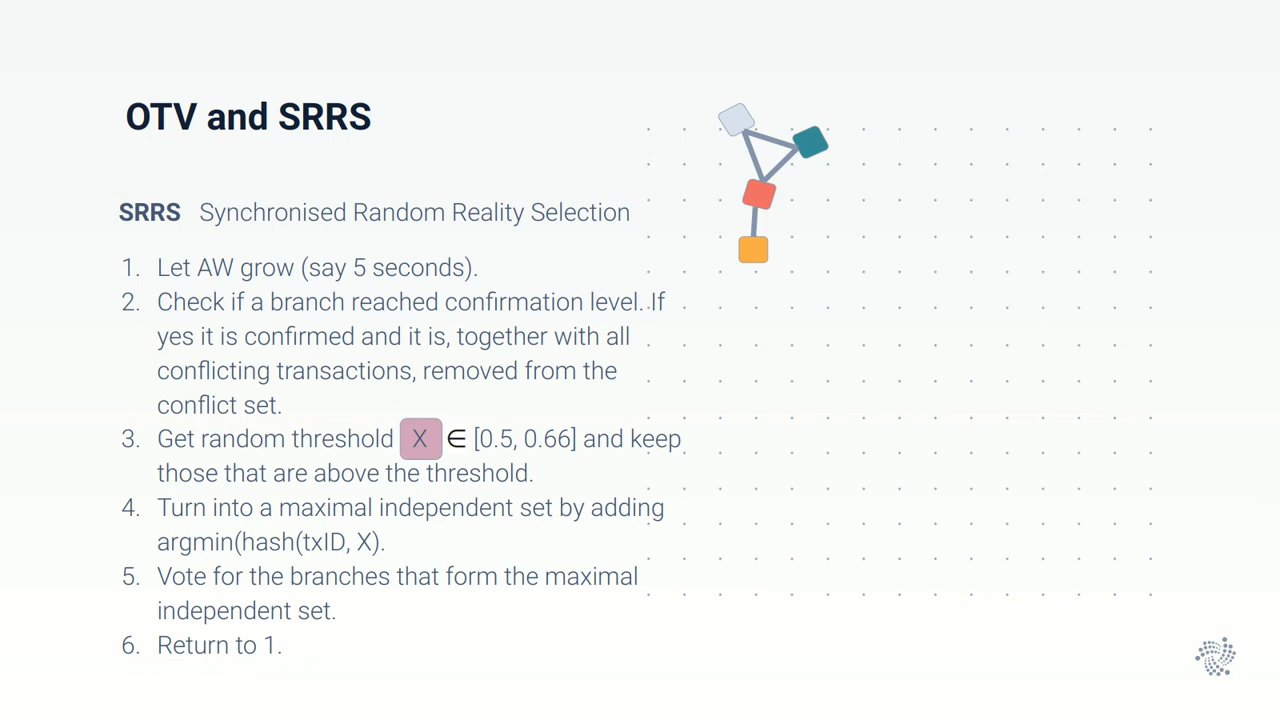 OTV and SRRS
SRRS Synchronised Random Reality Selection
1. Let AW grow (say 5 seconds).
2. Check if a branch reached confirmation level. If
yes it is confirmed and it is, together with all
conflicting transactions, removed from the
conflict set.
3. Get random threshold X ∈ [0.5, 0.66] and keep
those that are above the threshold.
4. Turn into a maximal independent set by adding
argmin(hash(txID, X).
5. Vote for the branches that form the maximal
independent set.
6. Return to 1.